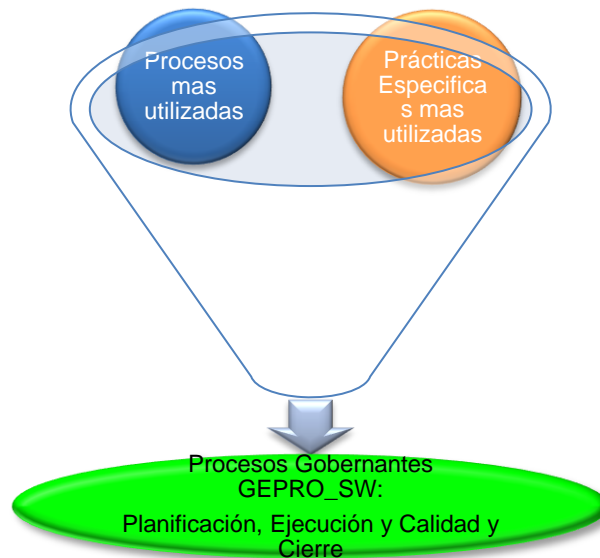 Procesos
mas
utilizadas
Prácticas
Especifica
s mas
utilizadas
Procesos Gobernantes
GEPRO_SW:
Planificación, Ejecución y Calidad y
Cierre